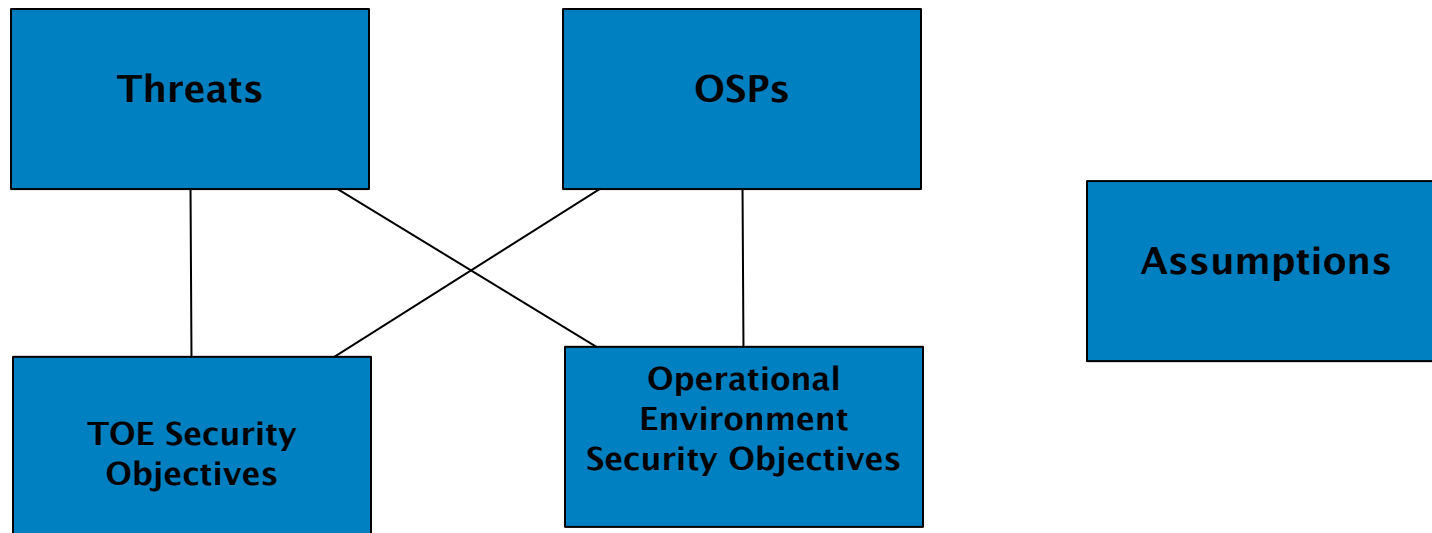 Threats
OSPs
Assumptions
TOE Security
Objectives
Operational
Environment
Security Objectives